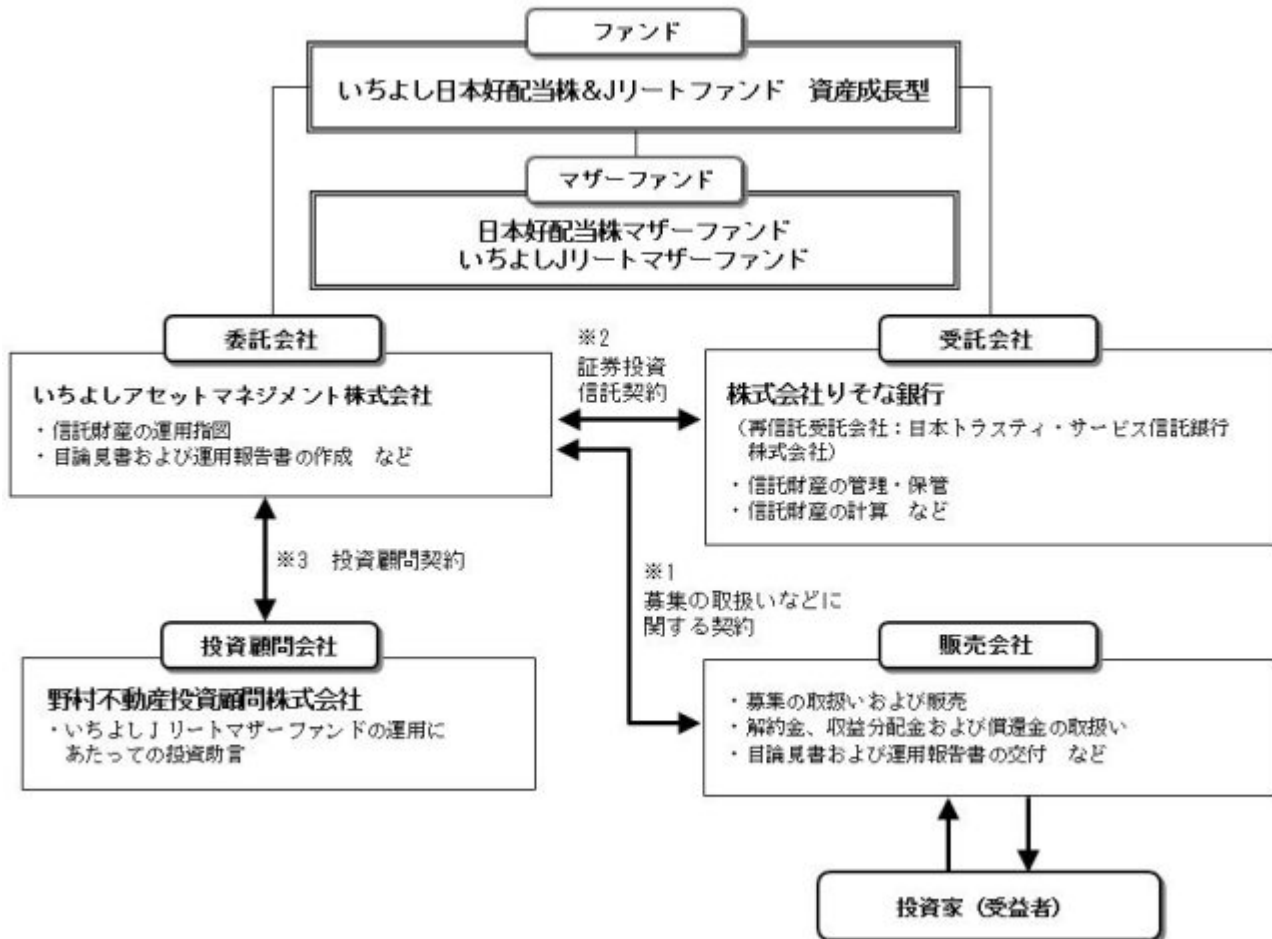 ファンド
いちよし日本好配当株&Jリートファンド　資産成長型
マザーファンド
日本好配当株マザーファンド
いちよしJリートマザーファンド
委託会社
いちよしアセットマネジメント株式会社
・信託財産の運用指図
・目論見書および運用報告書の作成　など
※2
証券投資
信託契約
受託会社
株式会社りそな銀行
（再信託受託会社：日本トラスティ・サービス信託銀行
株式会社）
・信託財産の管理・保管
・信託財産の計算　など
※3　投資顧問契約
※1
募集の取扱いなどに
関する契約
投資顧問会社
野村不動産投資顧問株式会社
・いちよしＪリートマザーファンドの運用に
あたっての投資助言
販売会社
・募集の取扱いおよび販売
・解約金、収益分配金および償還金の取扱い
・目論見書および運用報告書の交付　など
投資家（受益者）